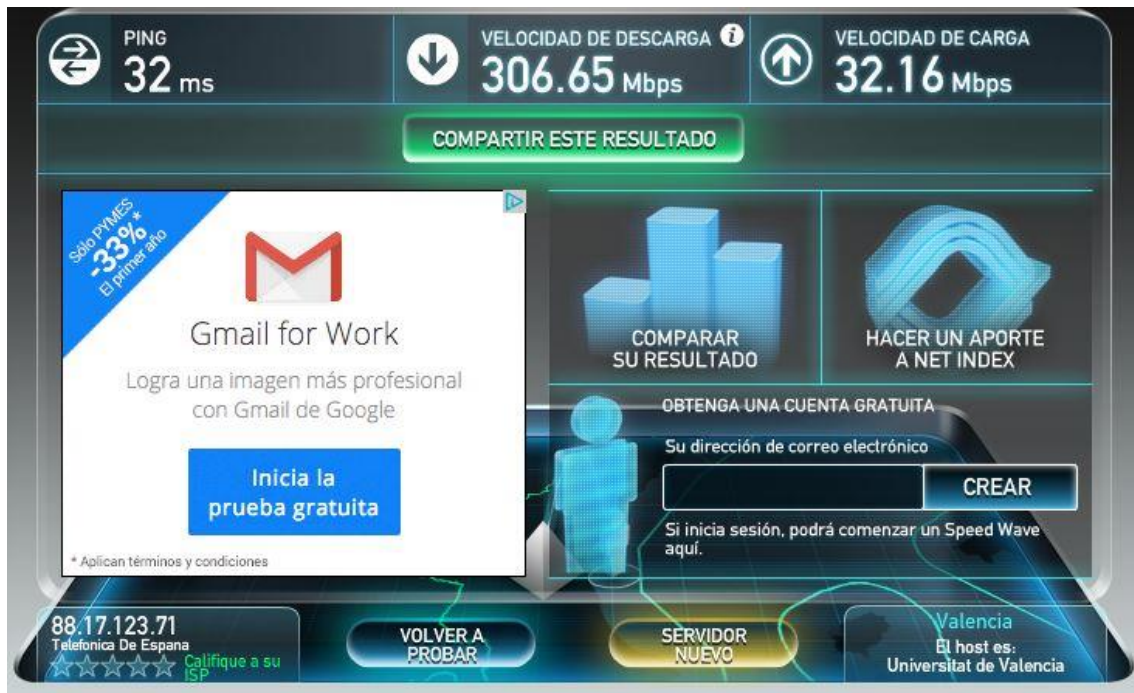 PING
32 ms
VELOCIDAD DE DESCARGA i
306.65 Mbps
VELOCIDAD DE CARGA
32.16 Mbps
COMPARTIR ESTE RESULTADO
Sólo PYMES
-33%*
El primer año
Gmail for Work
Logra una imagen más profesional
con Gmail de Google
Inicia la
prueba gratuita
* Aplican términos y condiciones
COMPARAR
SU RESULTADO
HACER UN APORTE
A NET INDEX
OBTENGA UNA CUENTA GRATUITA
Su dirección de correo electrónico
CREAR
Si inicia sesión, podrá comenzar un Speed Wave
aquí.
88.17.123.71
Telefonica De Espana
Califique a su
ISP
VOLVER A
PROBAR
SERVIDOR
NUEVO
Valencia
El host es:
Universitat de Valencia